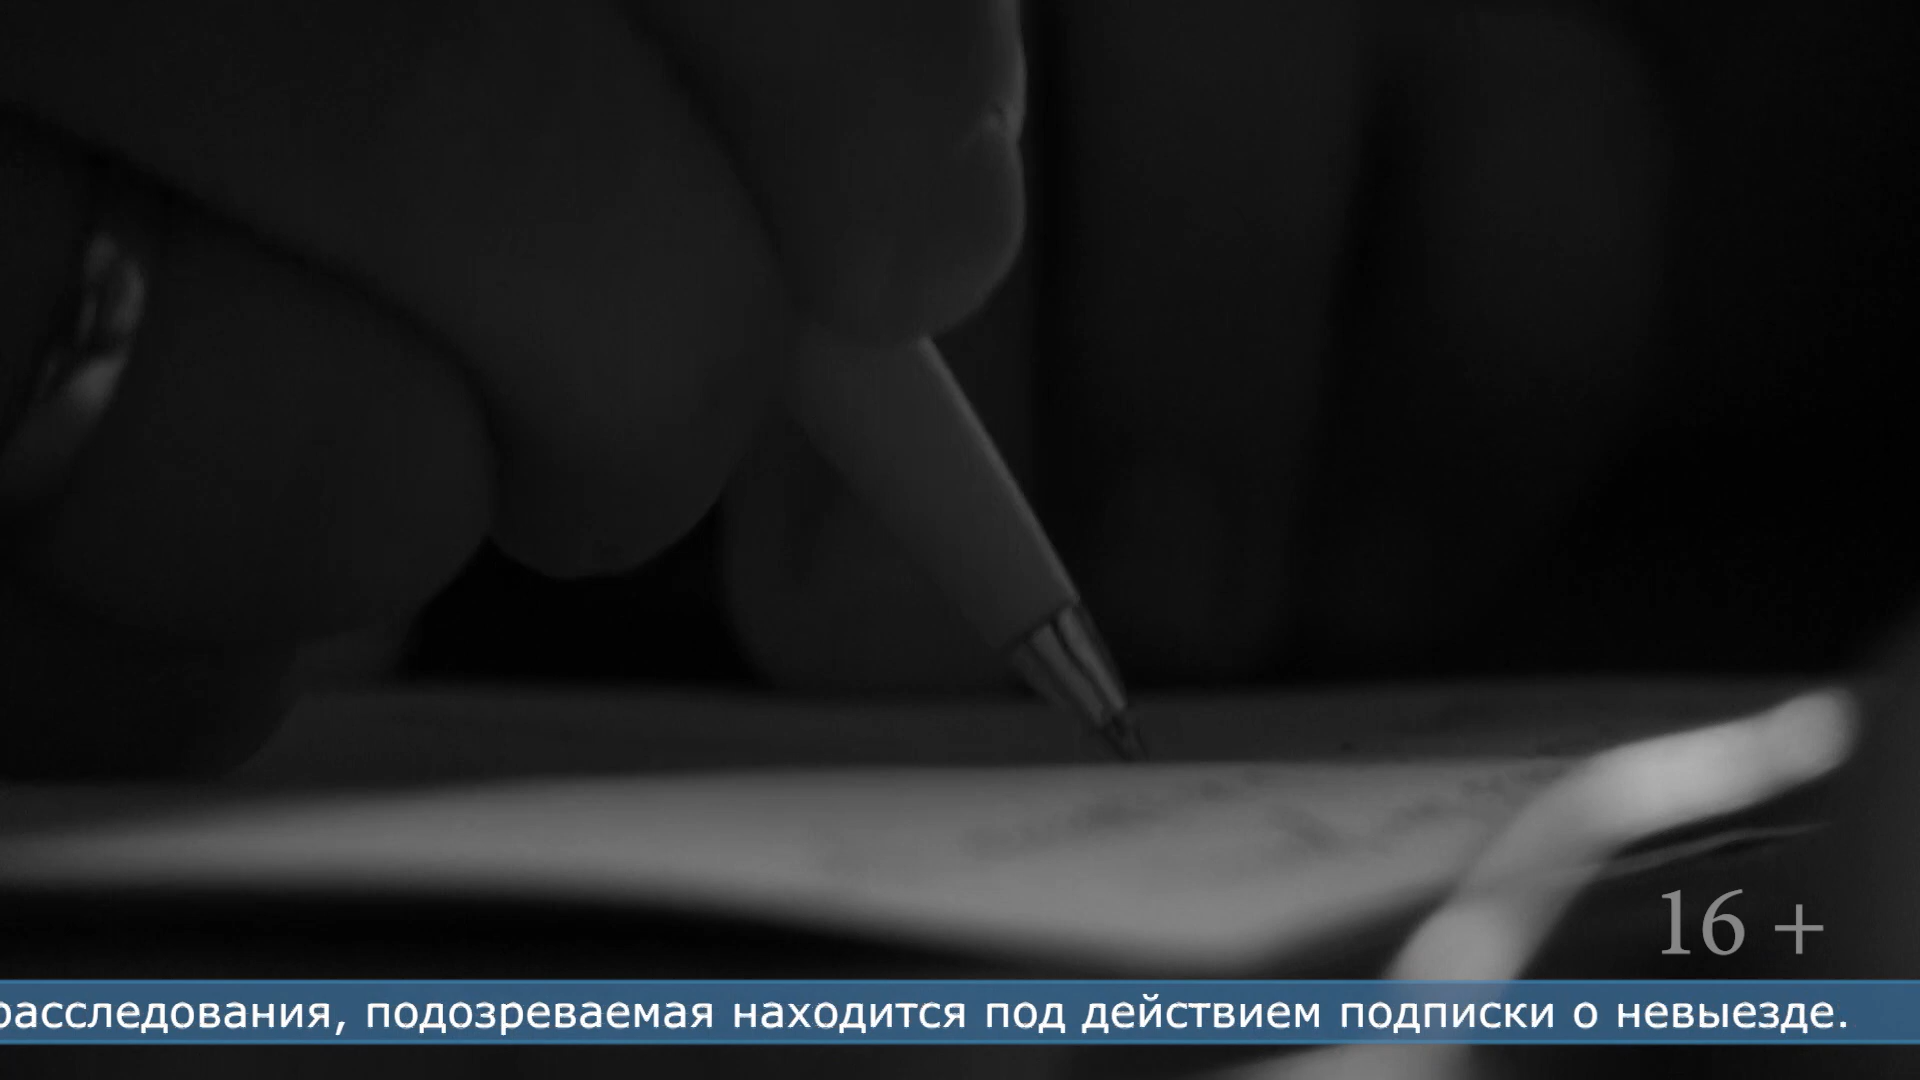 16 +
расследования, подозреваемая находится под действием подписки о невыезде.